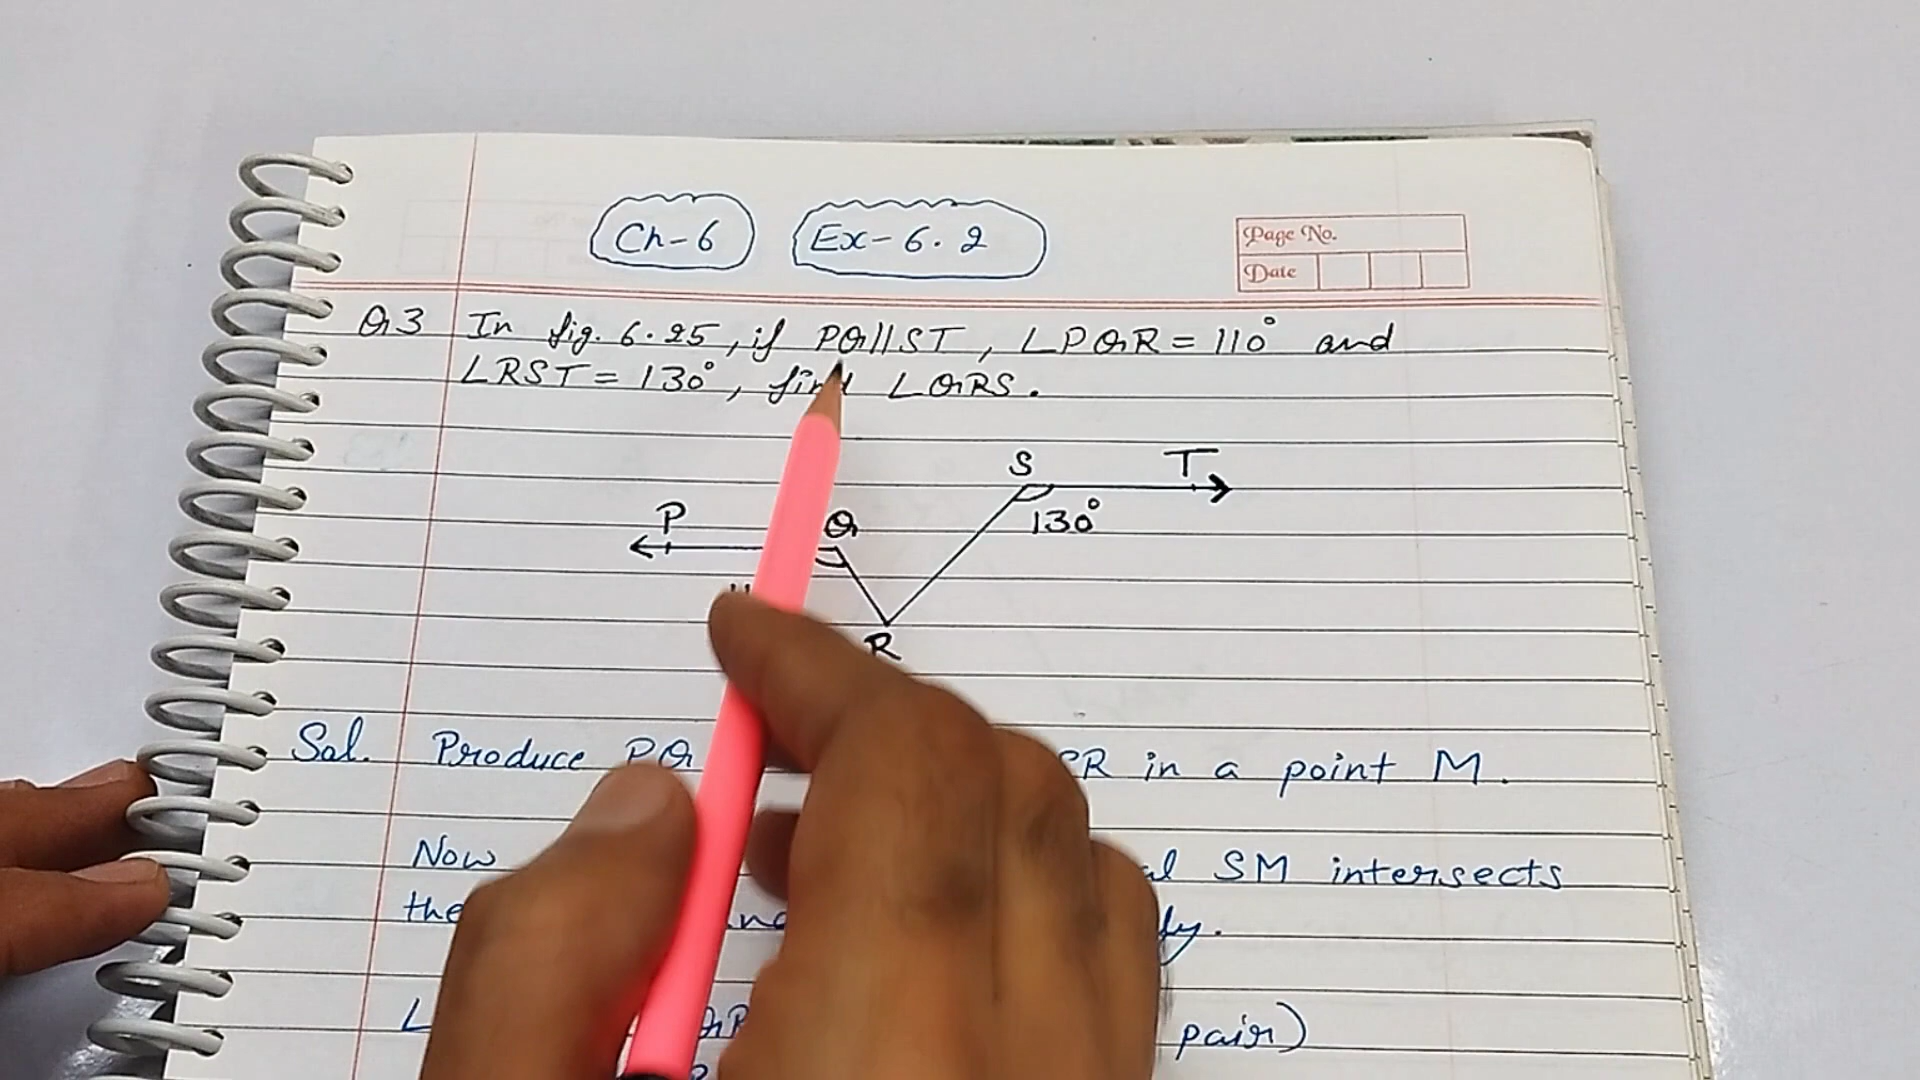 Ch-6 Ex-6.2
Page No.
Date
Q3 In fig. 6.25, if PQ||ST, ∠PQR = 110° and
∠RST = 130°, find ∠QRS.
S T
P Q 130°
R
Sol. Produce PQ SR in a point M.
Now SM intersects
the
pair)